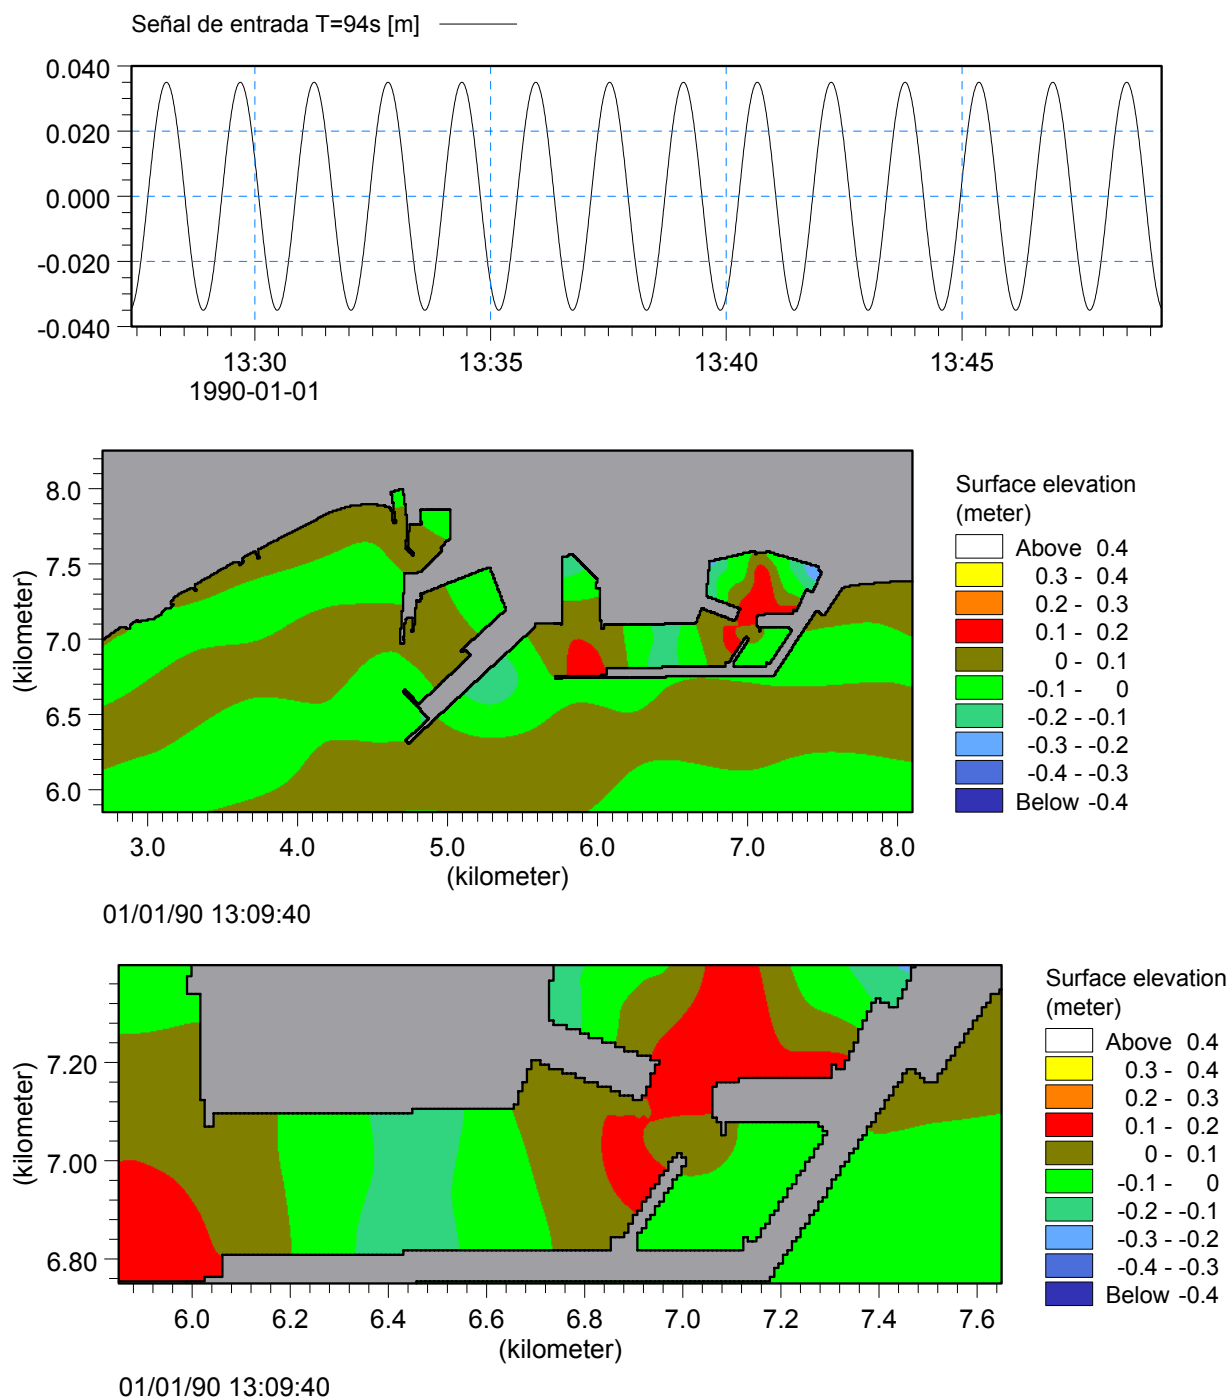 Señal de entrada T=94s [m]
0.040
0.020
0.000
-0.020
-0.040
13:30 13:35 13:40 13:45
1990-01-01
8.0
7.5
7.0
6.5
6.0
(kilometer)
3.0 4.0 5.0 6.0 7.0 8.0
(kilometer)
Surface elevation
(meter)
Above 0.4
0.3 - 0.4
0.2 - 0.3
0.1 - 0.2
0 - 0.1
-0.1 - 0
-0.2 - -0.1
-0.3 - -0.2
-0.4 - -0.3
Below -0.4
01/01/90 13:09:40
7.20
7.00
6.80
(kilometer)
6.0 6.2 6.4 6.6 6.8 7.0 7.2 7.4 7.6
(kilometer)
Surface elevation
(meter)
Above 0.4
0.3 - 0.4
0.2 - 0.3
0.1 - 0.2
0 - 0.1
-0.1 - 0
-0.2 - -0.1
-0.3 - -0.2
-0.4 - -0.3
Below -0.4
01/01/90 13:09:40